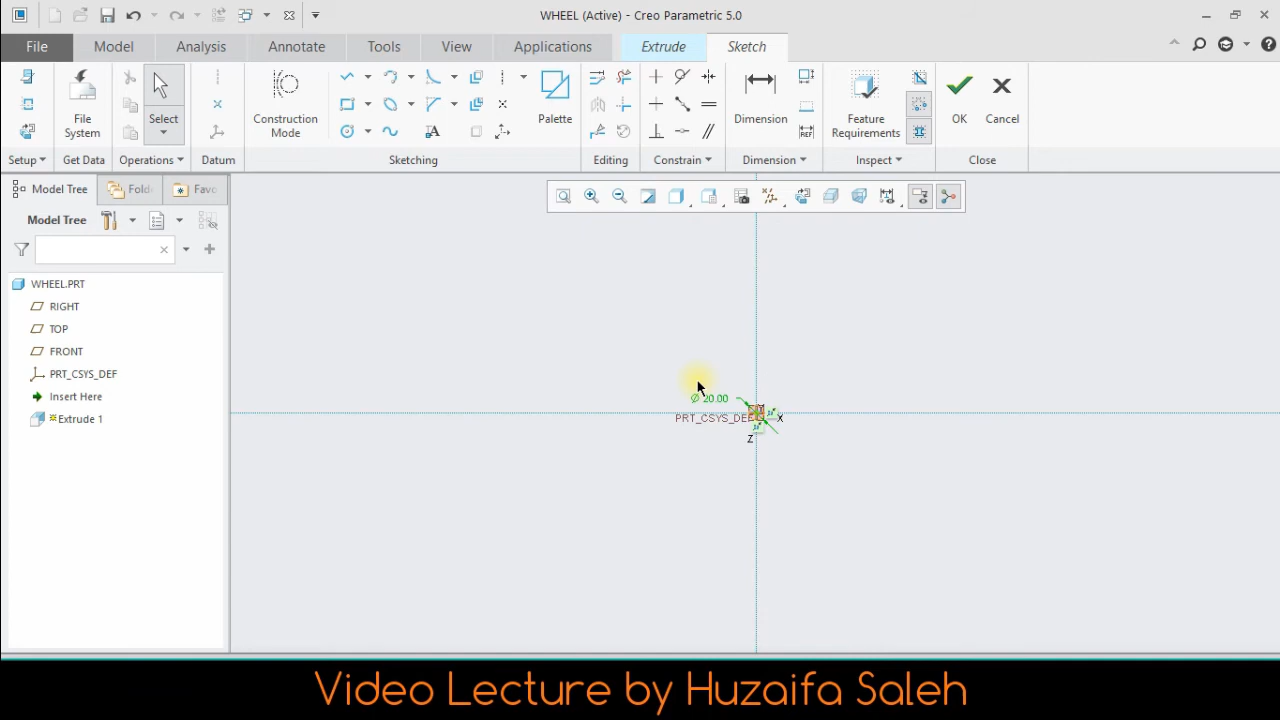 WHEEL (Active) - Creo Parametric 5.0
File Model Analysis Annotate Tools View Applications Extrude Sketch
File System
Select
Construction Mode
Palette
Dimension
Feature Requirements
OK
Cancel
Setup Get Data Operations Datum Sketching Editing Constrain Dimension Inspect Close
Model Tree Fold Favo
Model Tree
WHEEL.PRT
RIGHT
TOP
FRONT
PRT_CSYS_DEF
Insert Here
Extrude 1
Ø 20.00
PRT_CSYS_DEF
X
Z
Video Lecture by Huzaifa Saleh